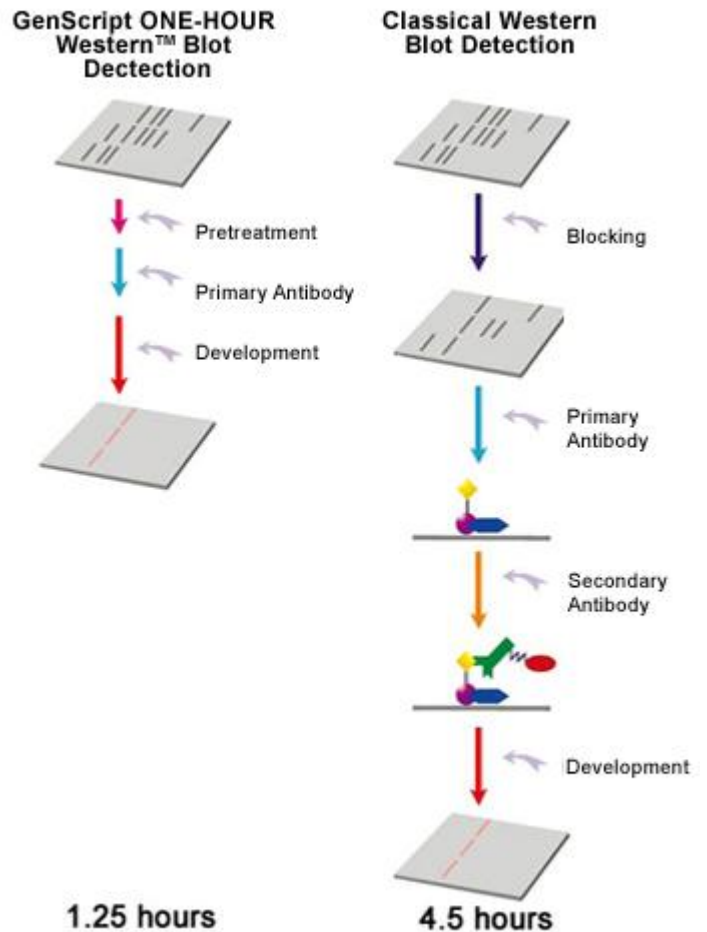 GenScript ONE-HOUR
Western™ Blot
Dectection
Pretreatment
Primary Antibody
Development
1.25 hours
Classical Western
Blot Detection
Blocking
Primary
Antibody
Secondary
Antibody
Development
4.5 hours